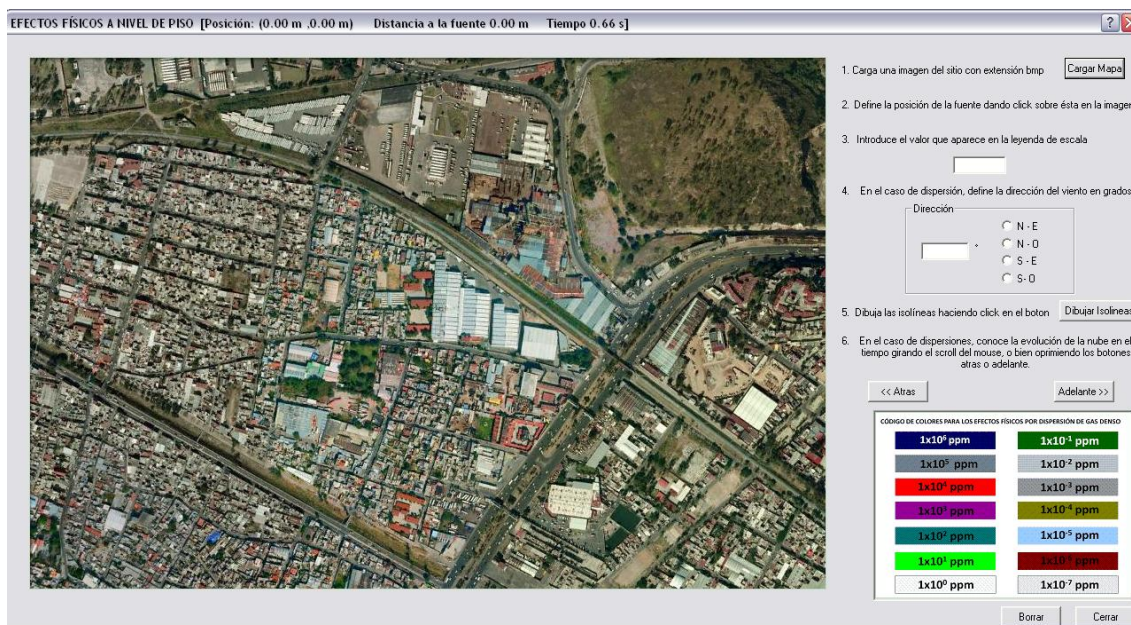 EFECTOS FÍSICOS A NIVEL DE PISO [Posición: (0.00 m ,0.00 m) Distancia a la fuente 0.00 m Tiempo 0.66 s]
?
1. Carga una imagen del sitio con extensión bmp
Cargar Mapa
2. Define la posición de la fuente dando click sobre ésta en la imagen
3. Introduce el valor que aparece en la leyenda de escala
4. En el caso de dispersión, define la dirección del viento en grados
Dirección
°
N - E
N - O
S - E
S- O
5. Dibuja las isolíneas haciendo click en el boton
Dibujar Isolineas
6. En el caso de dispersiones, conoce la evolución de la nube en el
tiempo girando el scroll del mouse, o bien oprimiendo los botones
atras o adelante.
<< Atras
Adelante >>
CÓDIGO DE COLORES PARA LOS EFECTOS FÍSICOS POR DISPERSIÓN DE GAS DENSO
1x10⁶ ppm
1x10⁻¹ ppm
1x10⁵ ppm
1x10⁻² ppm
1x10⁴ ppm
1x10⁻³ ppm
1x10³ ppm
1x10⁻⁴ ppm
1x10² ppm
1x10⁻⁵ ppm
1x10¹ ppm
1x10⁻⁶ ppm
1x10⁰ ppm
1x10⁻⁷ ppm
Borrar
Cerrar